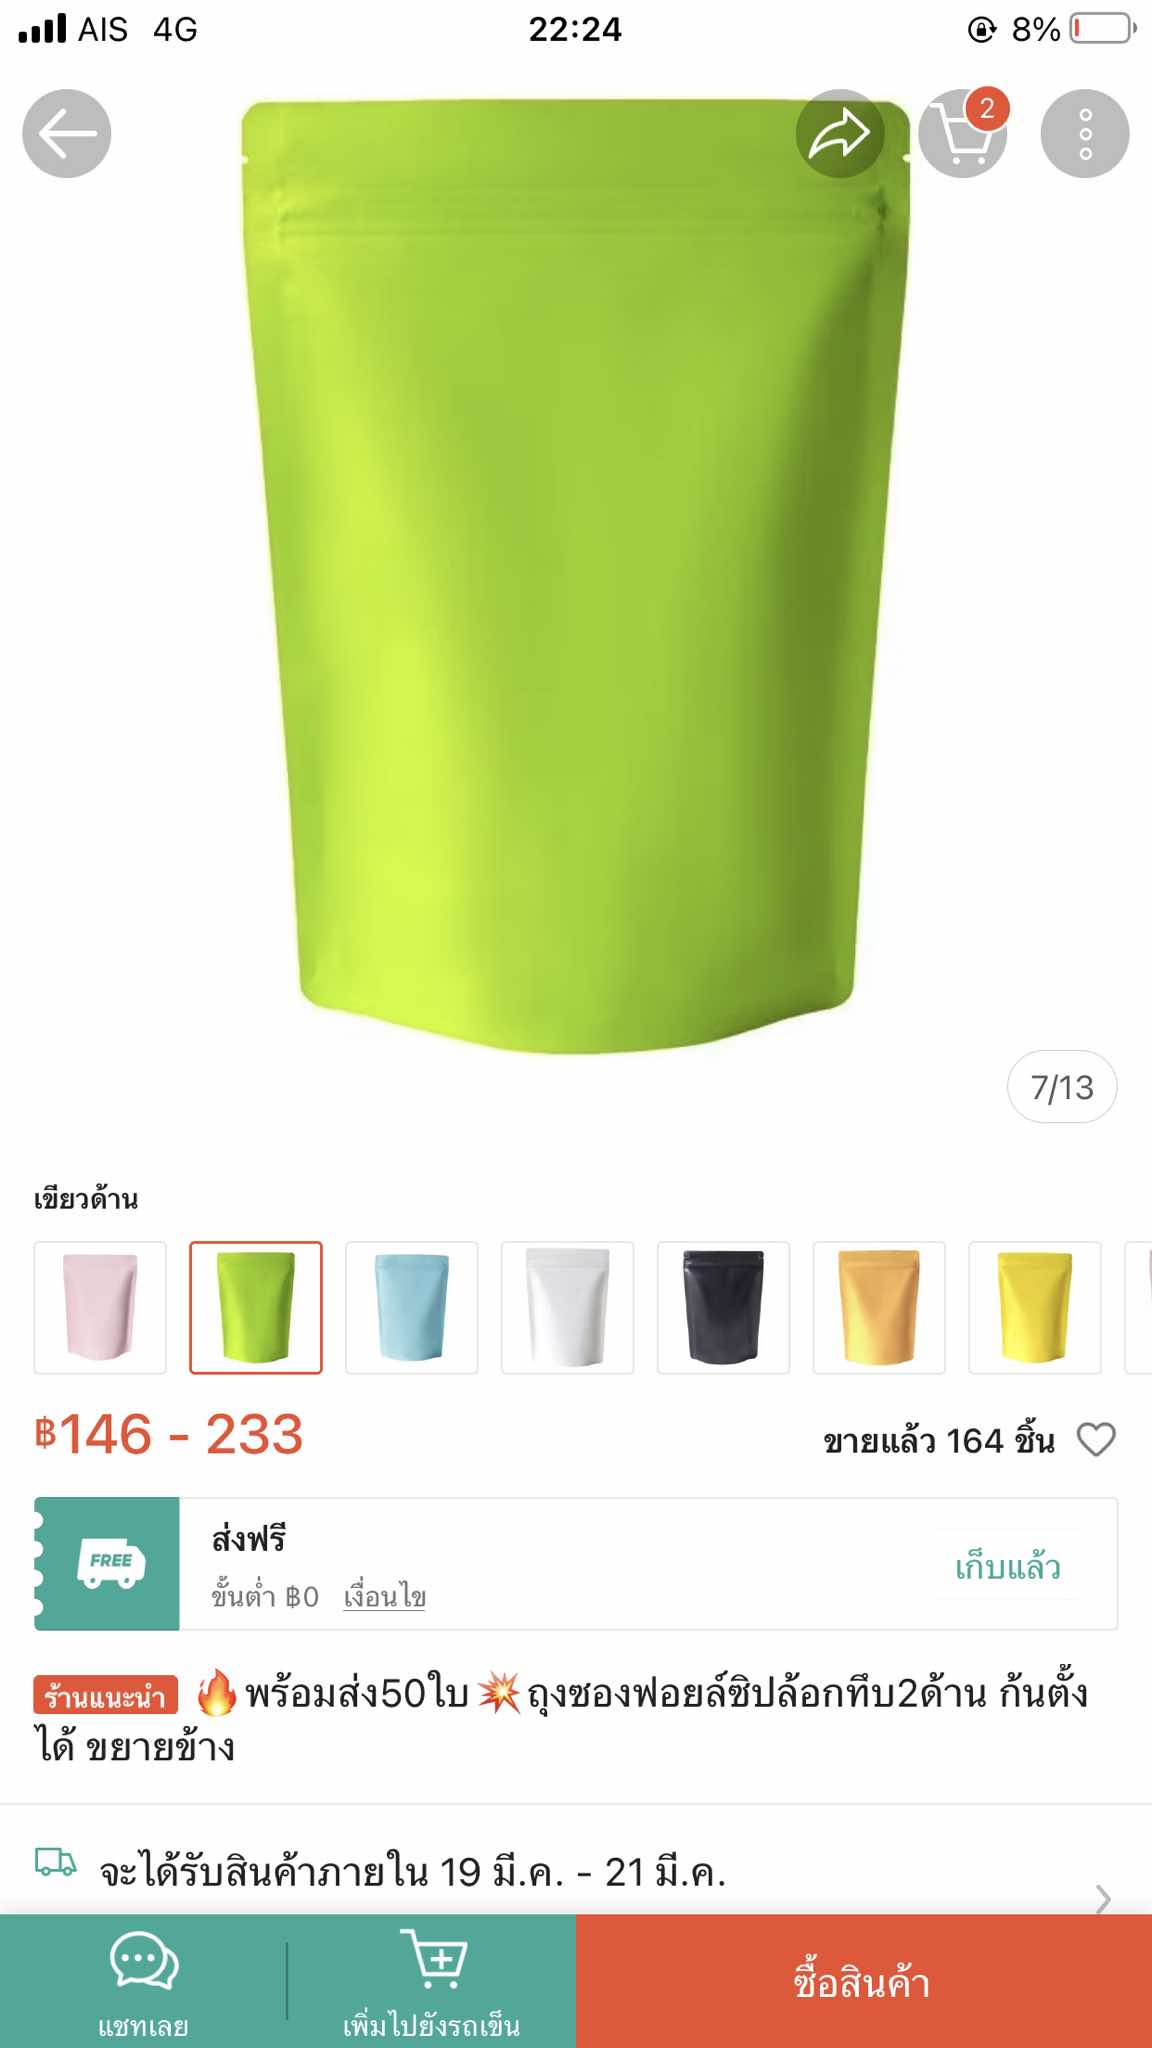 AIS 4G 22:24 8%
2
7/13
เขียวด้าน
฿146 - 233
ขายแล้ว 164 ชิ้น
FREE
ส่งฟรี
ขั้นต่ำ ฿0 เงื่อนไข
เก็บแล้ว
ร้านแนะนำ 🔥พร้อมส่ง50ใบ💥ถุงซองฟอยล์ซิปล้อกทึบ2ด้าน ก้นตั้ง
ได้ ขยายข้าง
จะได้รับสินค้าภายใน 19 มี.ค. - 21 มี.ค.
แชทเลย
เพิ่มไปยังรถเข็น
ซื้อสินค้า